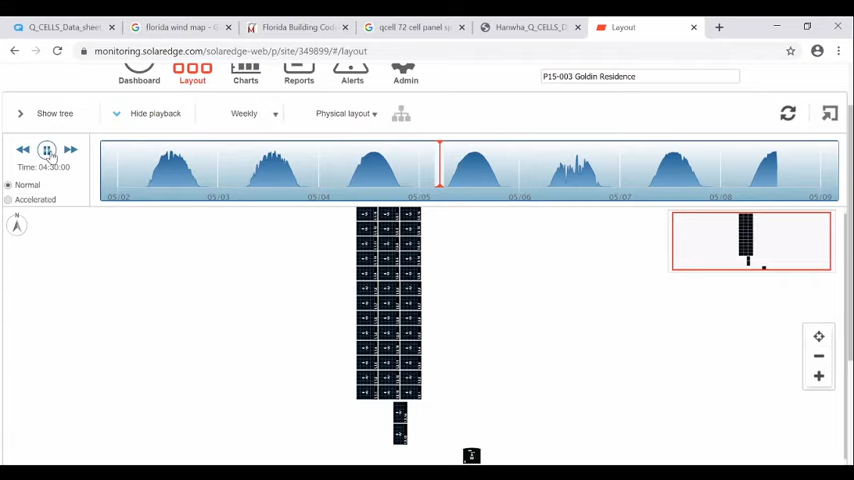 Q_CELLS_Data_sheet
florida wind map - G
Florida Building Cod
qcell 72 cell panel sp
Hanwha_Q_CELLS_D
Layout
monitoring.solaredge.com/solaredge-web/p/site/349899/#/layout
Dashboard
Layout
Charts
Reports
Alerts
Admin
P15-003 Goldin Residence
Show tree
Hide playback
Weekly
Physical layout
Time: 04:30:00
Normal
Accelerated
05/02
05/03
05/04
05/05
05/06
05/07
05/08
05/09
N